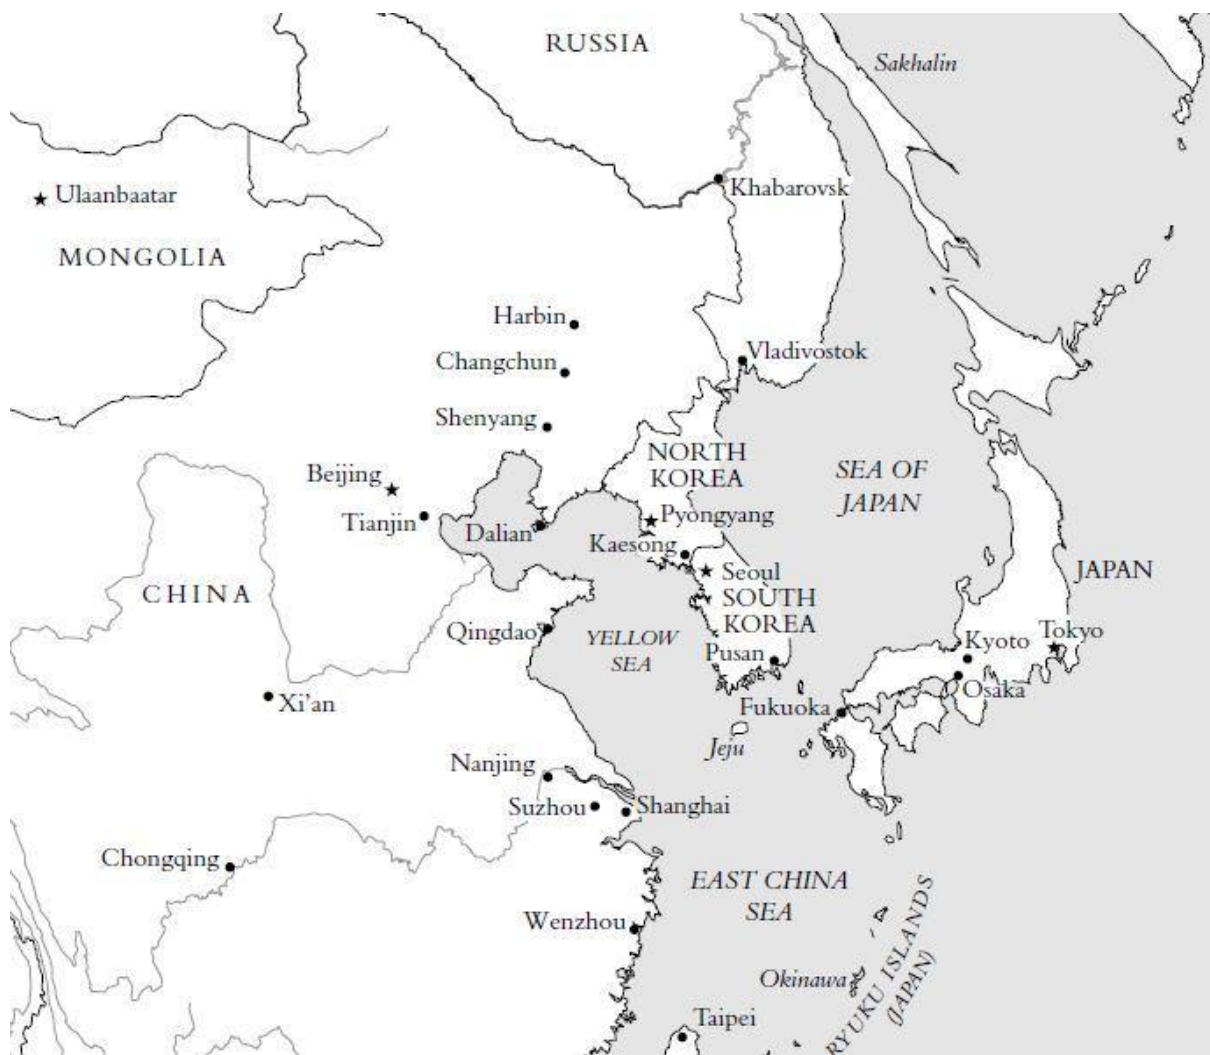 RUSSIA
Sakhalin
Khabarovsk
Ulaanbaatar
MONGOLIA
Harbin
Vladivostok
Changchun
Shenyang
NORTH
KOREA
SEA OF
JAPAN
Beijing
Tianjin
Dalian
Pyongyang
Kaesong
Seoul
JAPAN
CHINA
SOUTH
KOREA
Qingdao
YELLOW
SEA
Pusan
Kyoto
Tokyo
Osaka
Xi'an
Fukuoka
Jeju
Nanjing
Suzhou
Shanghai
Chongqing
EAST CHINA
SEA
Wenzhou
Okinawa
RYUKU ISLANDS
(JAPAN)
Taipei